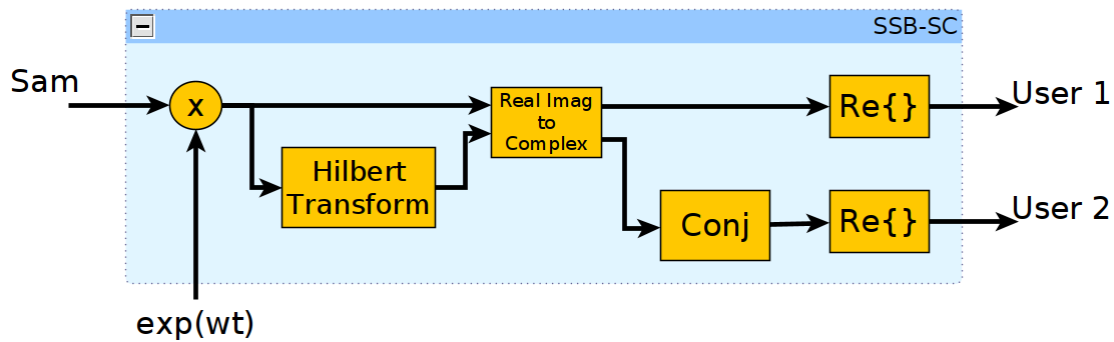 SSB-SC
Sam
x
Real Imag
to
Complex
Re{}
User 1
Hilbert
Transform
Conj
Re{}
User 2
exp(wt)